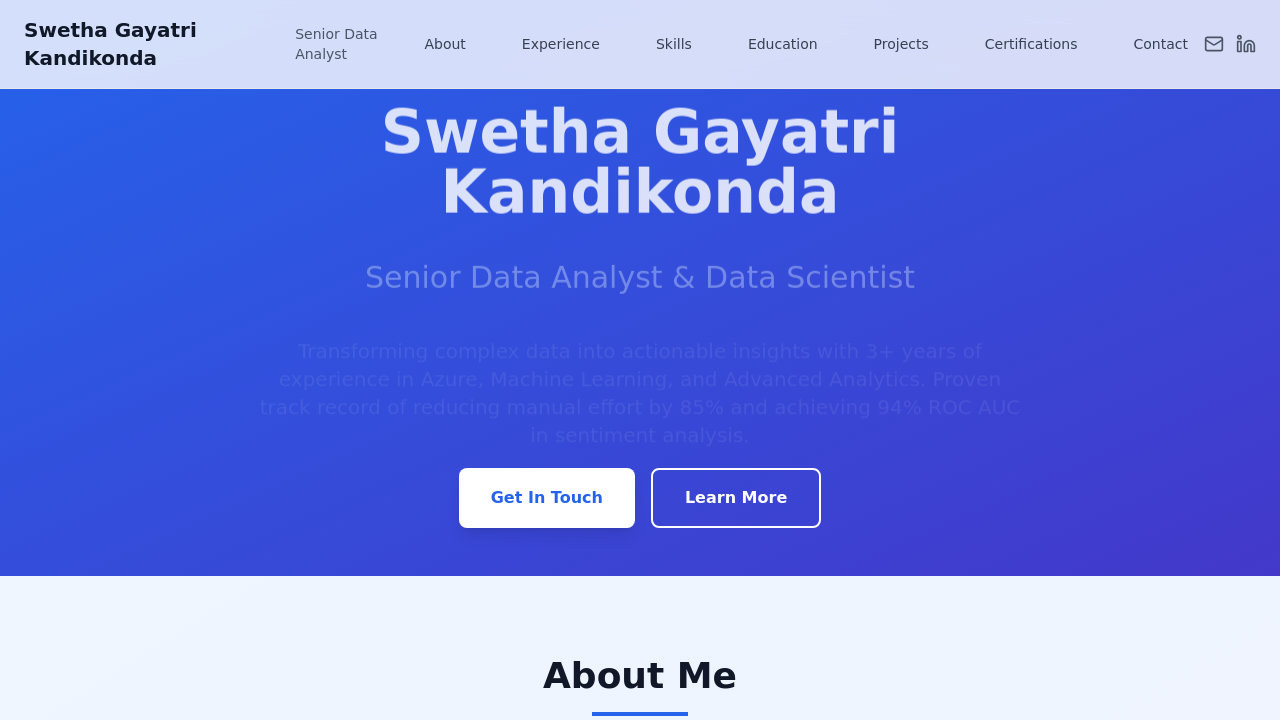 Swetha Gayatri
Kandikonda
Senior Data
Analyst
About
Experience
Skills
Education
Projects
Certifications
Contact
Swetha Gayatri
Kandikonda
Senior Data Analyst & Data Scientist
Transforming complex data into actionable insights with 3+ years of
experience in Azure, Machine Learning, and Advanced Analytics. Proven
track record of reducing manual effort by 85% and achieving 94% ROC AUC
in sentiment analysis.
Get In Touch
Learn More
About Me